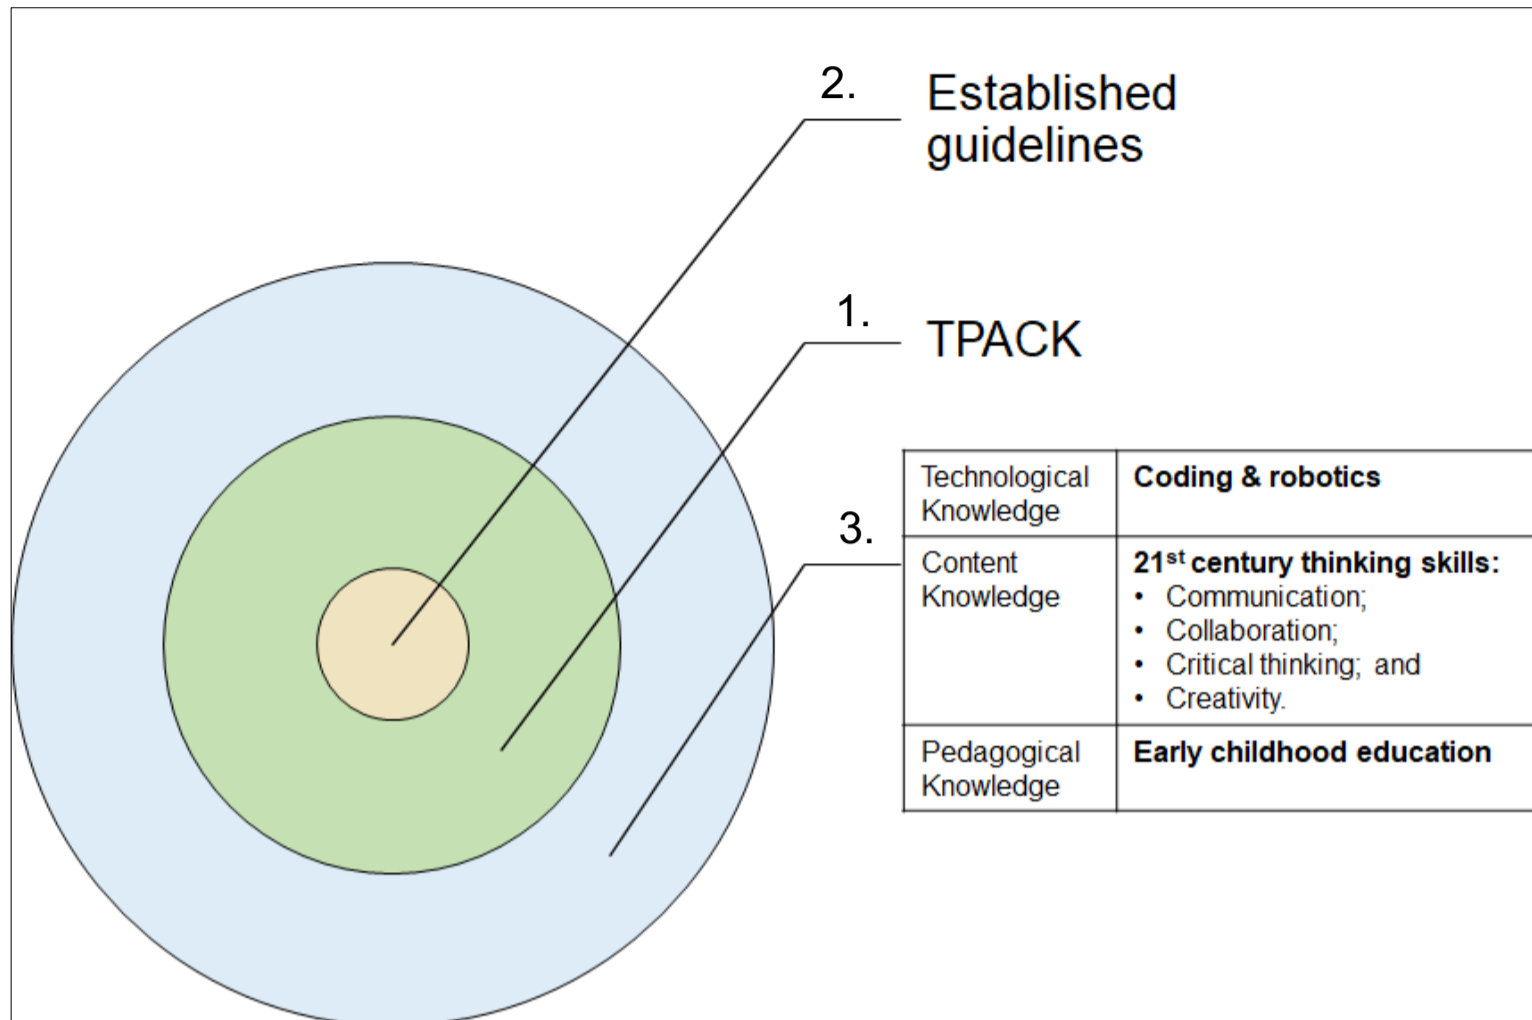 2.
Established
guidelines
1.
TPACK
3.
Technological
Knowledge
Coding & robotics
Content
Knowledge
21st century thinking skills:
• Communication;
• Collaboration;
• Critical thinking; and
• Creativity.
Pedagogical
Knowledge
Early childhood education